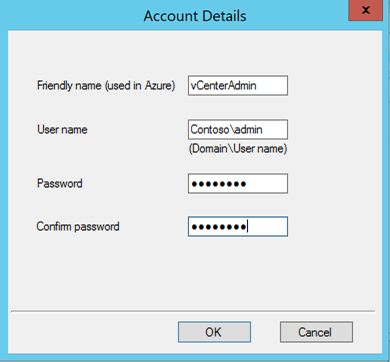 Account Details
x
Friendly name (used in Azure) vCenterAdmin
User name Contoso\admin
(Domain\User name)
Password ●●●●●●●●
Confirm password ●●●●●●●●
OK Cancel